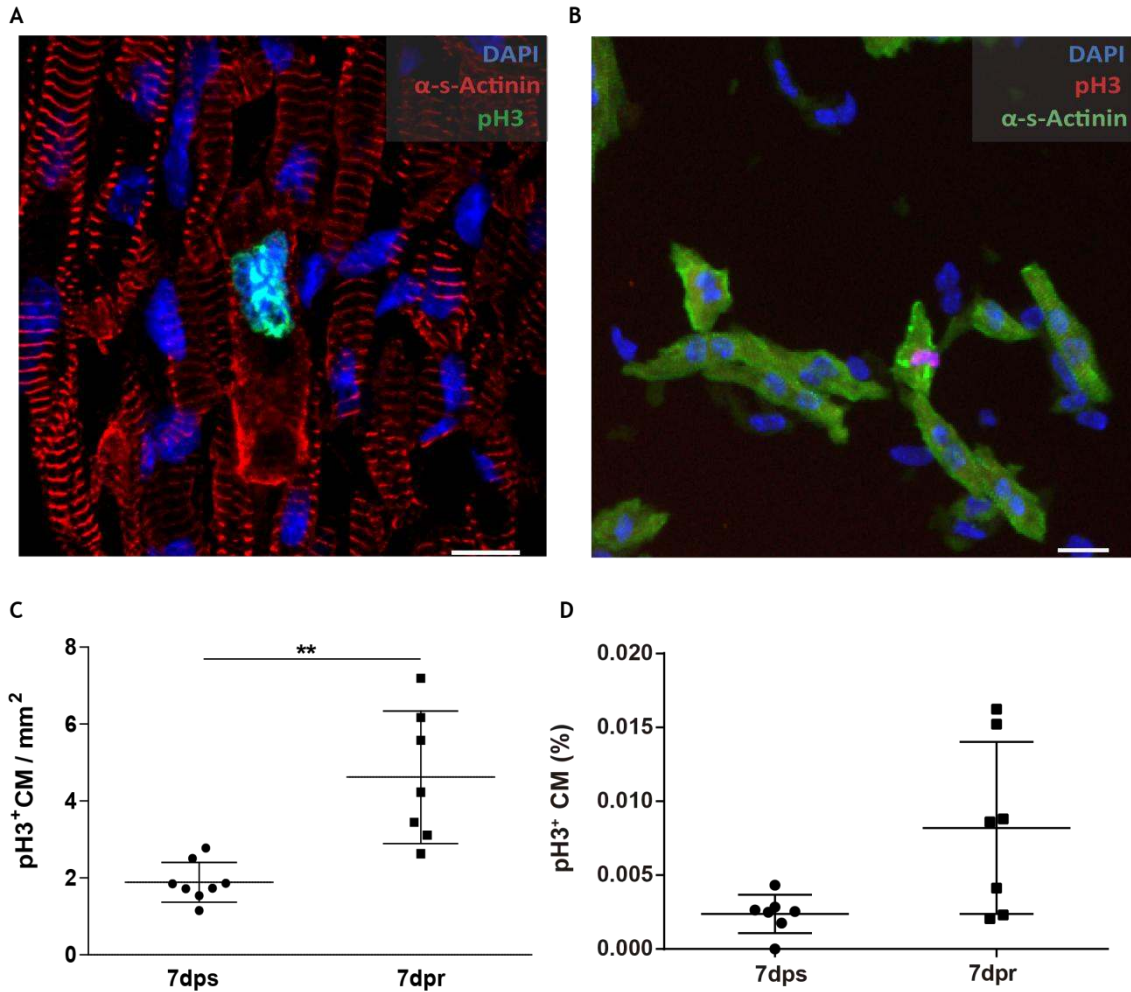 A
DAPI
α-s-Actinin
pH3
B
DAPI
pH3
α-s-Actinin
C
pH3⁺CM / mm²
8
6
4
2
0
**
7dps
7dpr
D
pH3⁺ CM (%)
0.020
0.015
0.010
0.005
0.000
7dps
7dpr